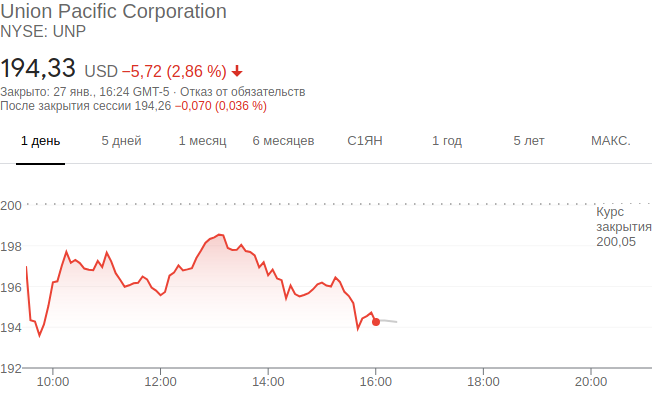 Union Pacific Corporation
NYSE: UNP
194,33 USD −5,72 (2,86 %)
Закрыто: 27 янв., 16:24 GMT-5 · Отказ от обязательств
После закрытия сессии 194,26 −0,070 (0,036 %)
1 день 5 дней 1 месяц 6 месяцев С1ЯН 1 год 5 лет МАКС.
200
Курс
закрытия
200,05
198
196
194
192
10:00 12:00 14:00 16:00 18:00 20:00